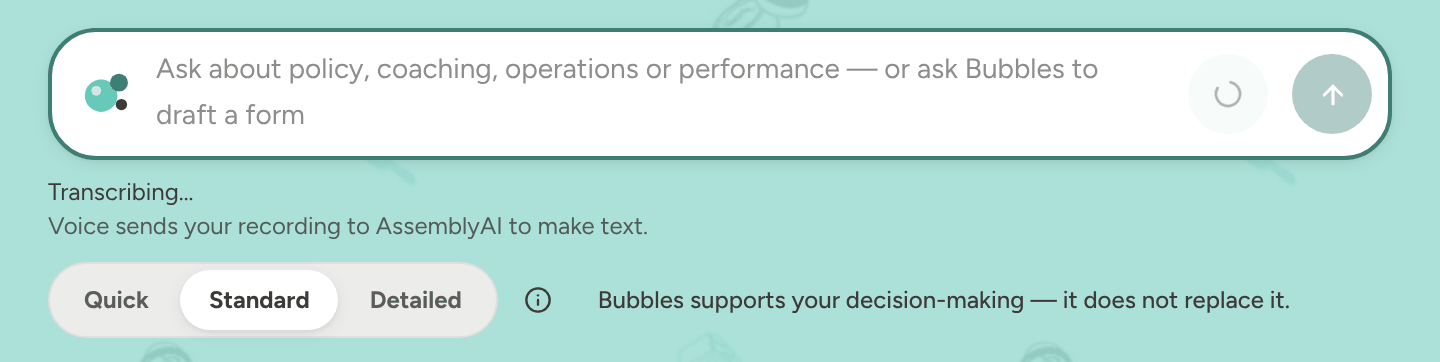 Ask about policy, coaching, operations or performance — or ask Bubbles to
draft a form
Transcribing...
Voice sends your recording to AssemblyAI to make text.
Quick Standard Detailed Bubbles supports your decision-making — it does not replace it.